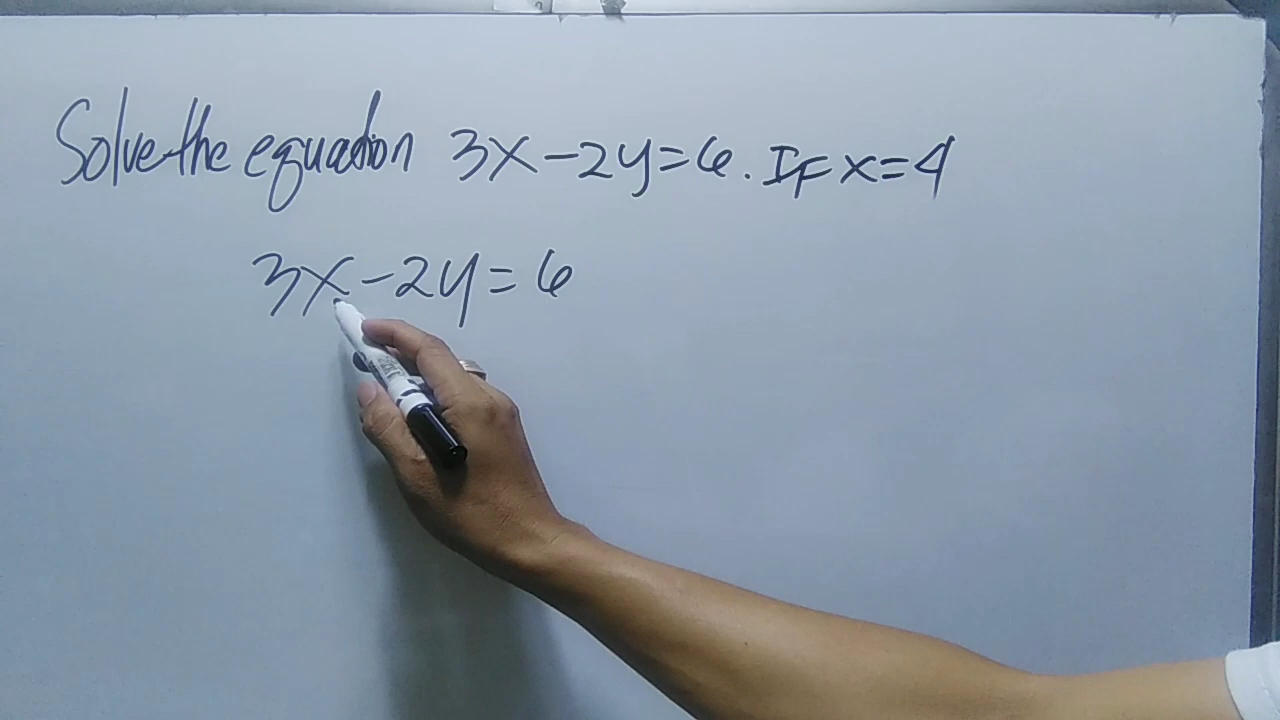 Solve the equation 3x-2y=6. IF x=4
3x-2y=6